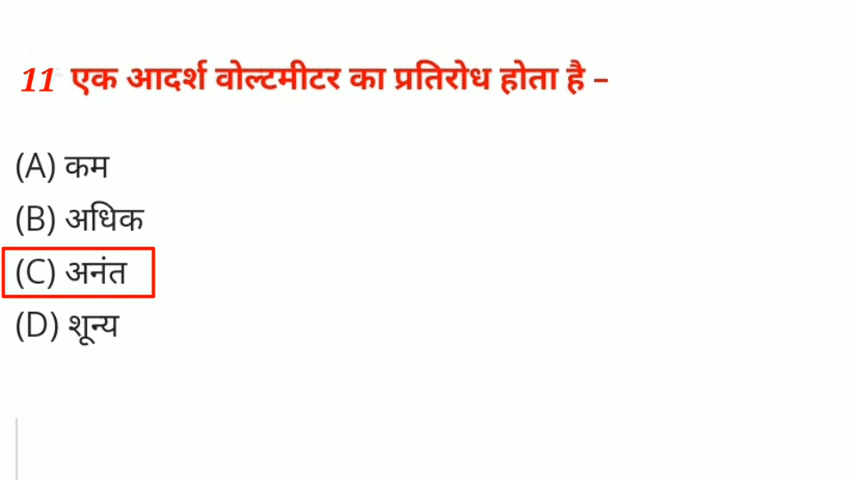 11 एक आदर्श वोल्टमीटर का प्रतिरोध होता है –
(A) कम
(B) अधिक
(C) अनंत
(D) शून्य